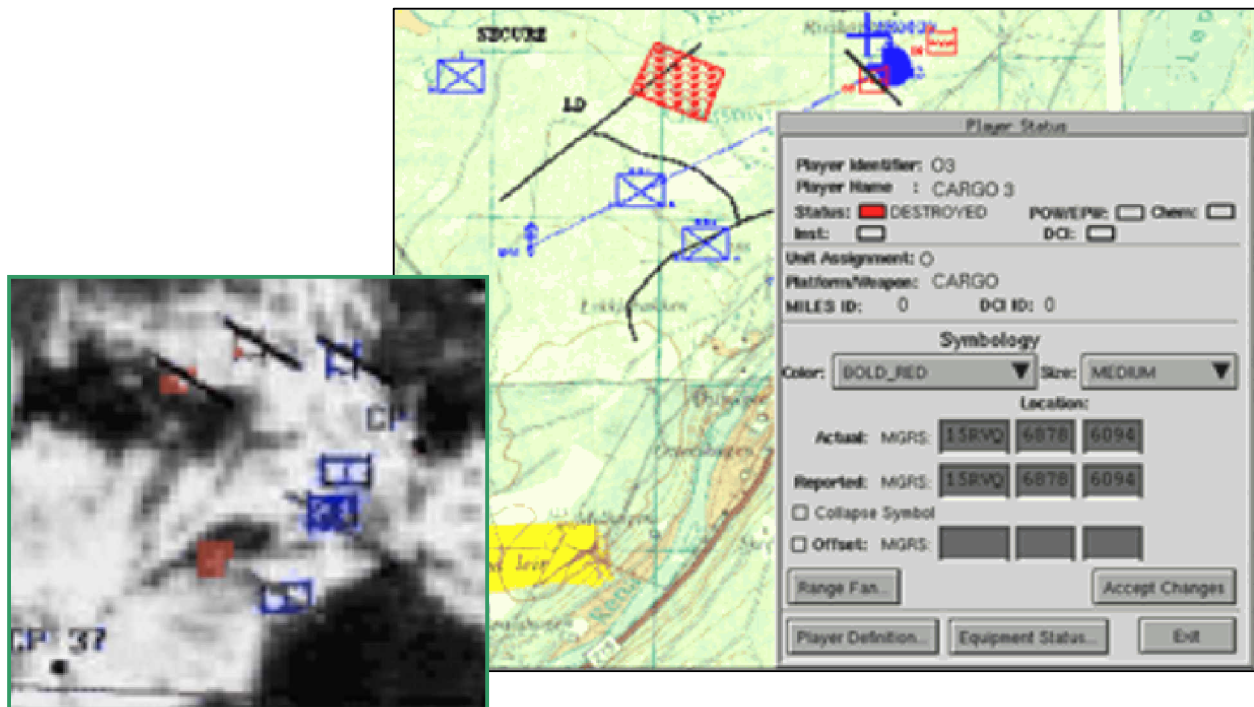 SECURE
LD
Player Status
Player Identifier: O3
Player Name : CARGO 3
Status: DESTROYED POW/EPW: Chem:
Inst: DCI:
Unit Assignment: O
Platform/Weapon: CARGO
MILES ID: 0 DCI ID: 0
Symbology
Color: BOLD_RED Size: MEDIUM
Location:
Actual: MGRS: 15RVQ 6878 6094
Reported: MGRS: 15RVQ 6878 6094
Collapse Symbol
Offset: MGRS:
Range Fan... Accept Changes
Player Definition... Equipment Status... Exit
CP
CP 37